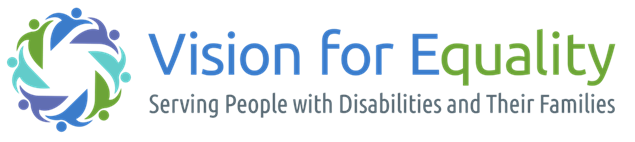 Vision for Equality
Serving People with Disabilities and Their Families